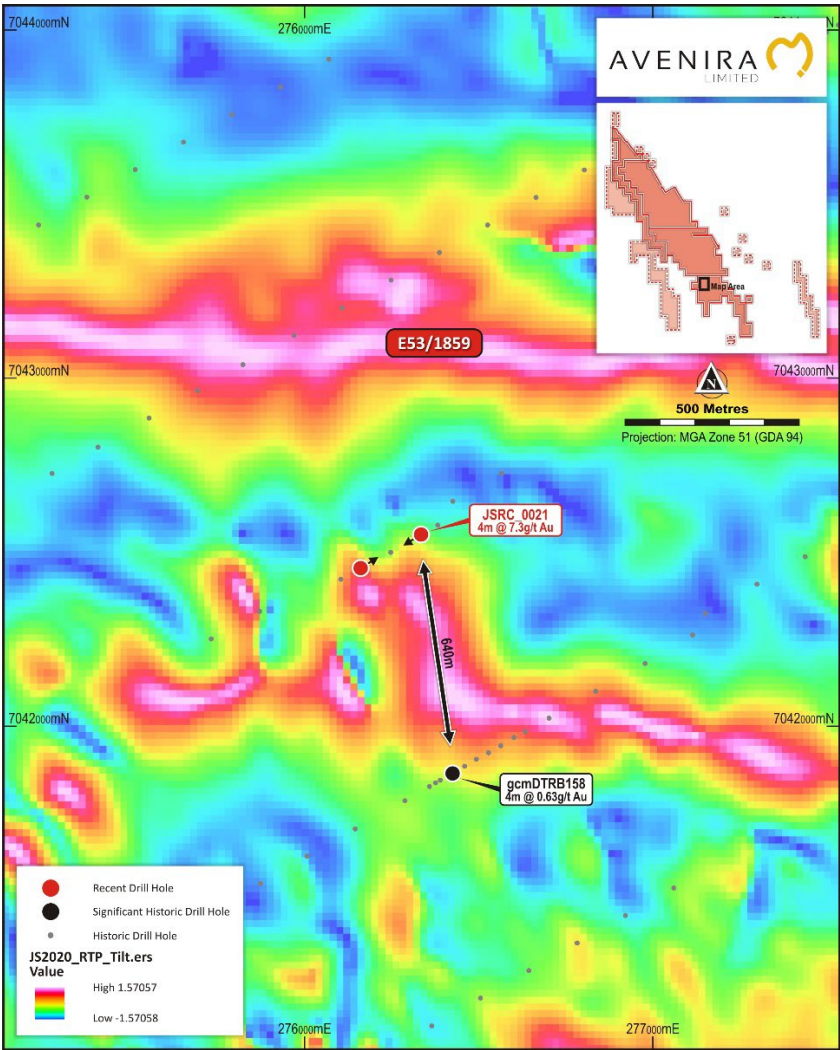 7044000mN
276000mE
AVENIRA
LIMITED
Map Area
E53/1859
7043000mN
7043000mN
N
500 Metres
Projection: MGA Zone 51 (GDA 94)
JSRC_0021
4m @ 7.3g/t Au
640m
7042000mN
7042000mN
gcmDTRB158
4m @ 0.63g/t Au
Recent Drill Hole
Significant Historic Drill Hole
Historic Drill Hole
JS2020_RTP_Tilt.ers
Value
High 1.57057
Low -1.57058
276000mE
277000mE